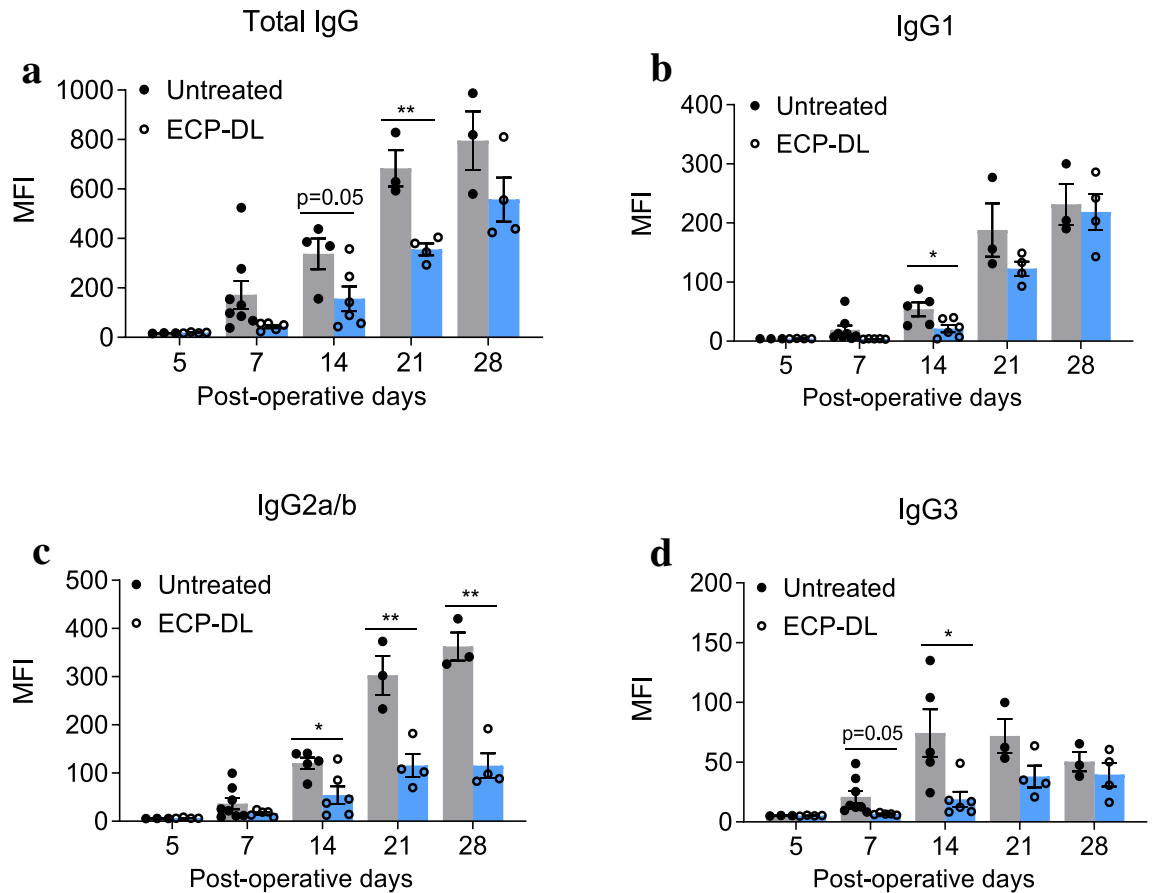 Total IgG
a
Untreated
ECP-DL
1000
800
600
400
200
0
MFI
p=0.05
**
5 7 14 21 28
Post-operative days
IgG1
b
Untreated
ECP-DL
400
300
200
100
0
MFI
*
5 7 14 21 28
Post-operative days
IgG2a/b
c
Untreated
ECP-DL
500
400
300
200
100
0
MFI
*
**
**
5 7 14 21 28
Post-operative days
IgG3
d
Untreated
ECP-DL
200
150
100
50
0
MFI
p=0.05
*
5 7 14 21 28
Post-operative days